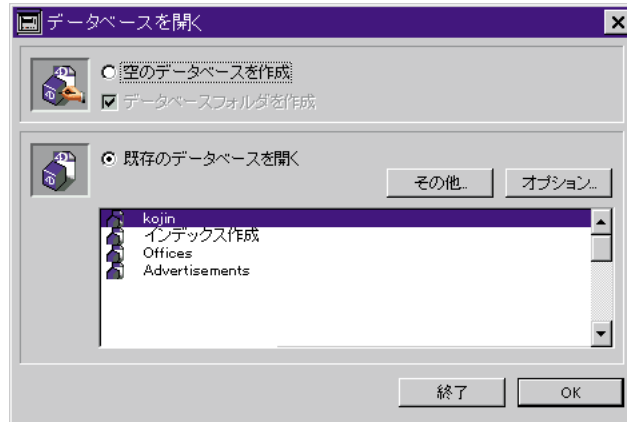 データベースを開く
空のデータベースを作成
データベースフォルダを作成
既存のデータベースを開く
その他...
オプション...
kojin
インデックス作成
Offices
Advertisements
終了
OK